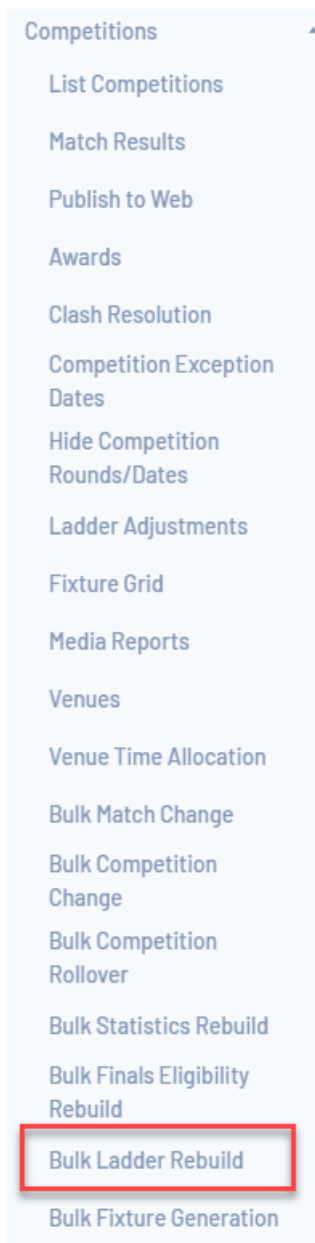 Competitions
List Competitions
Match Results
Publish to Web
Awards
Clash Resolution
Competition Exception
Dates
Hide Competition
Rounds/Dates
Ladder Adjustments
Fixture Grid
Media Reports
Venues
Venue Time Allocation
Bulk Match Change
Bulk Competition
Change
Bulk Competition
Rollover
Bulk Statistics Rebuild
Bulk Finals Eligibility
Rebuild
Bulk Ladder Rebuild
Bulk Fixture Generation